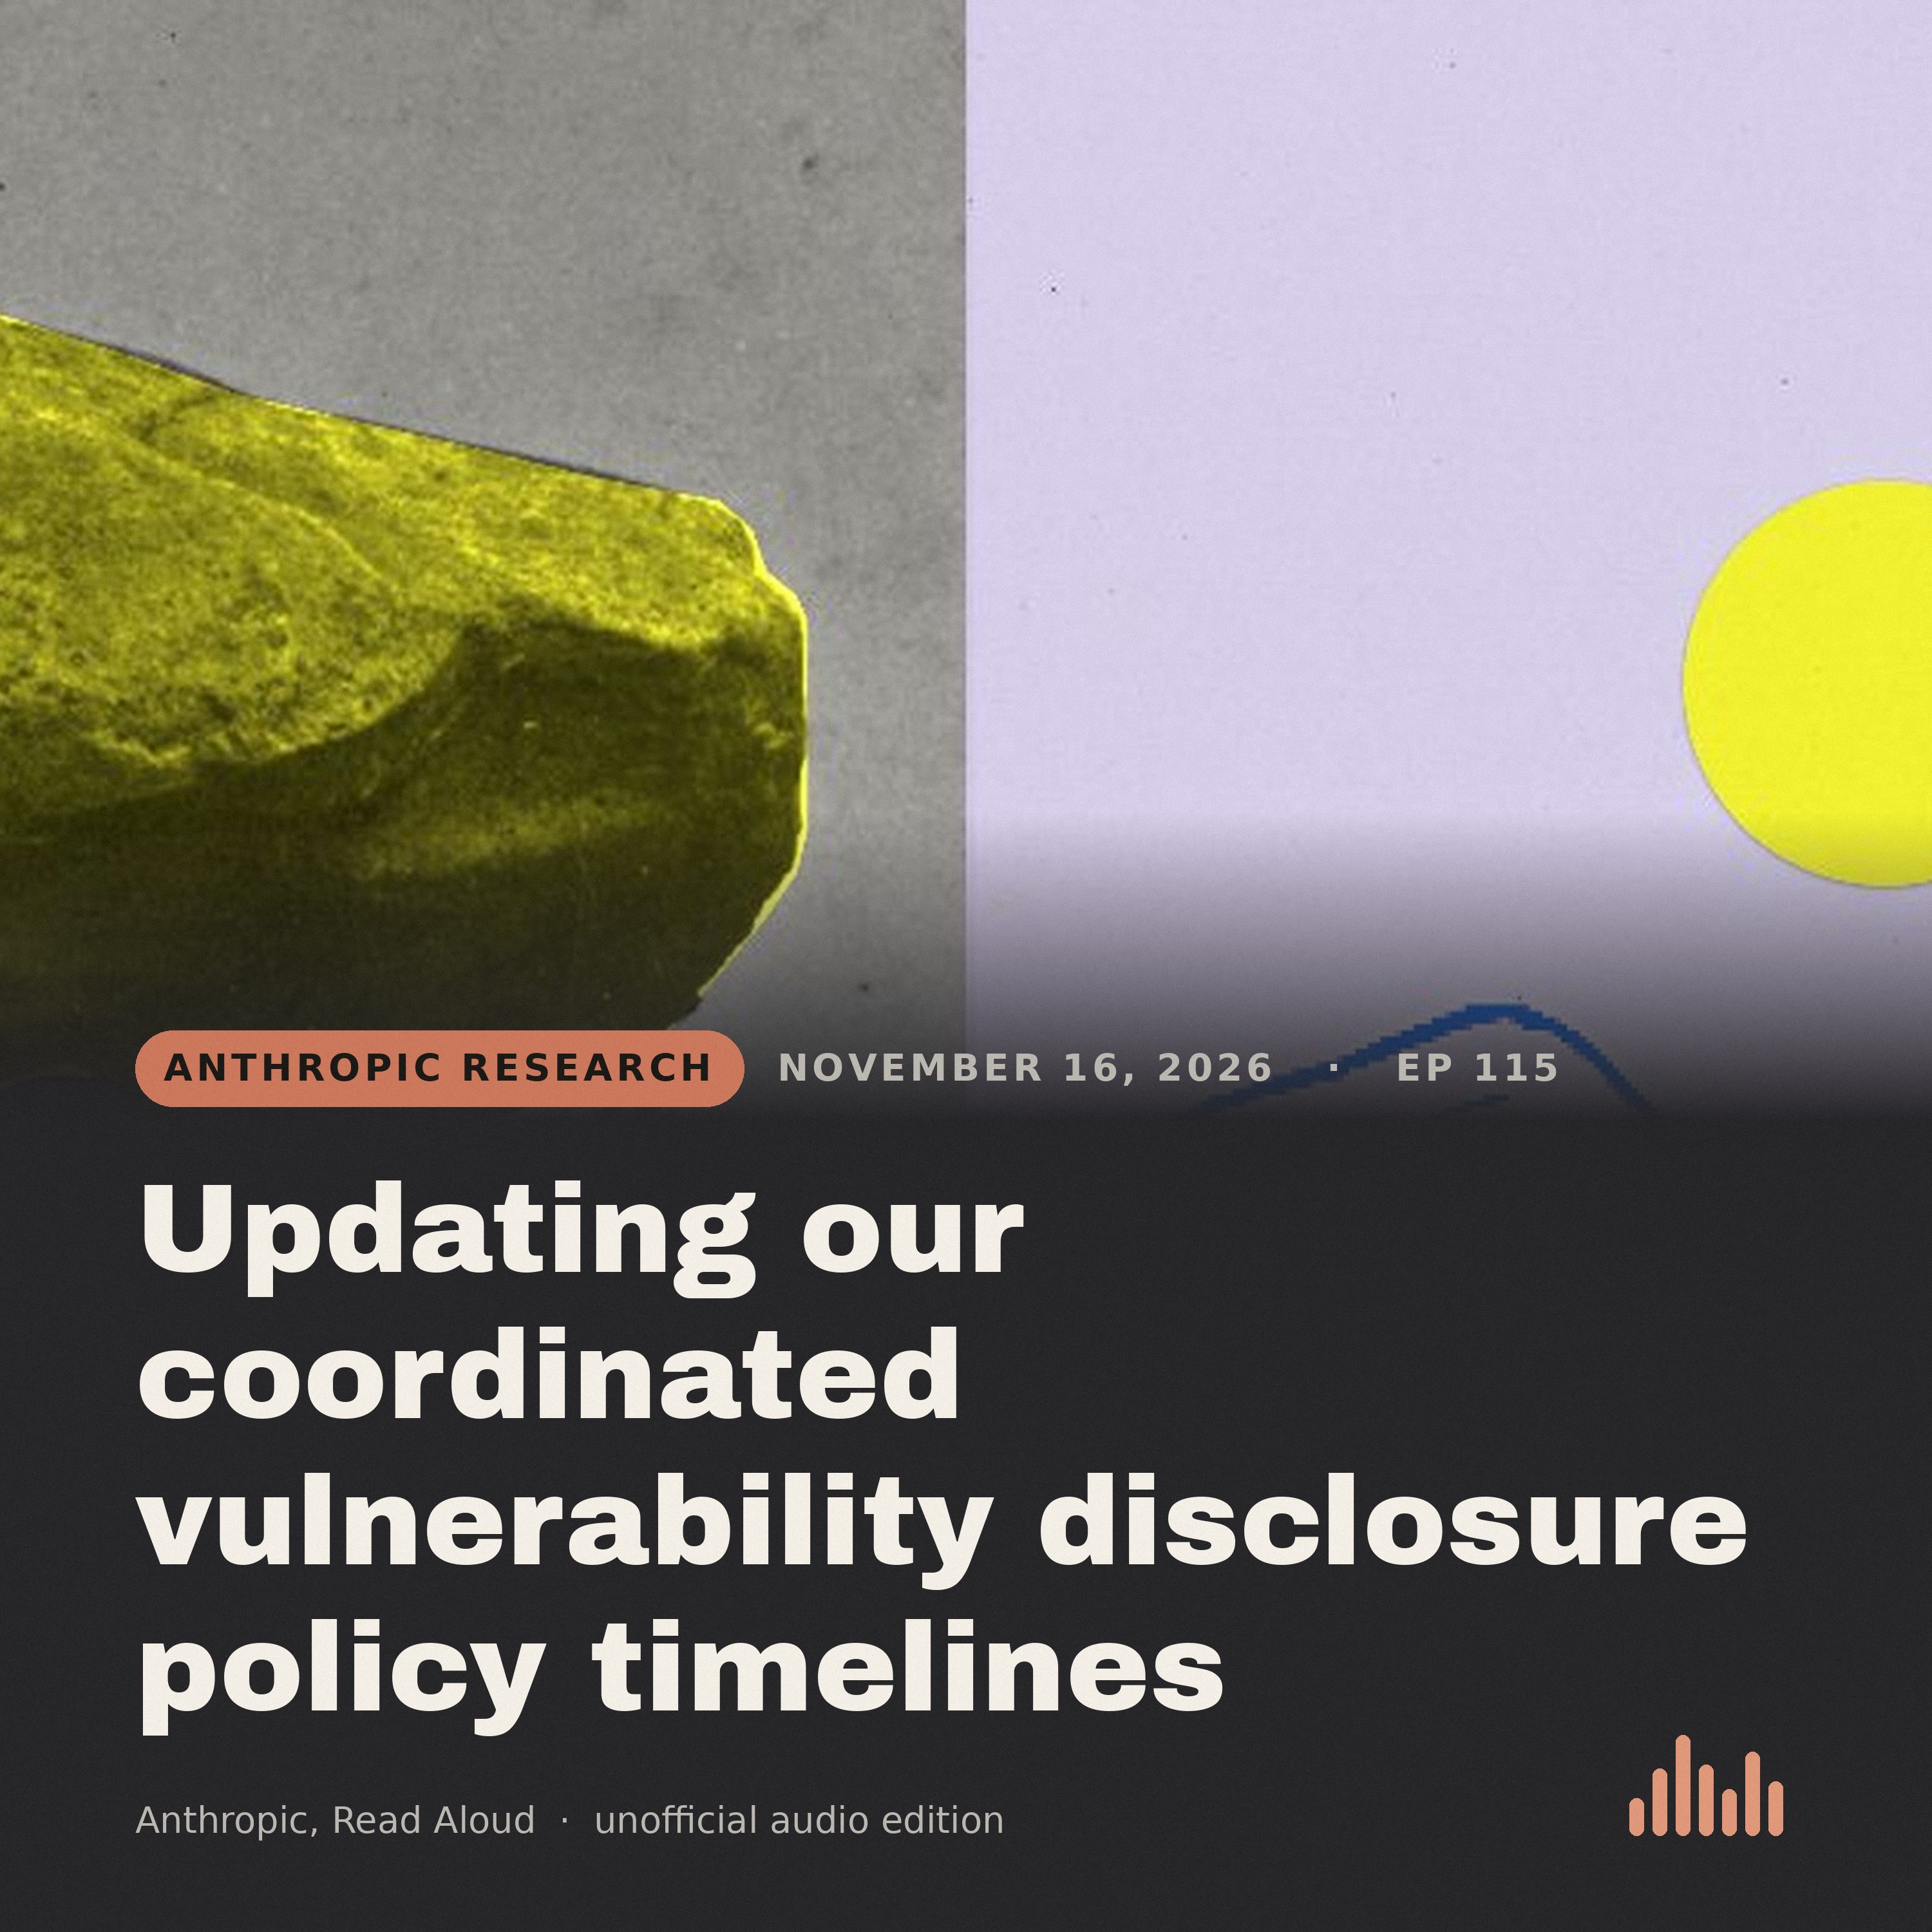 ANTHROPIC RESEARCH NOVEMBER 16, 2026 · EP 115
Updating our
coordinated
vulnerability disclosure
policy timelines
Anthropic, Read Aloud · unofficial audio edition